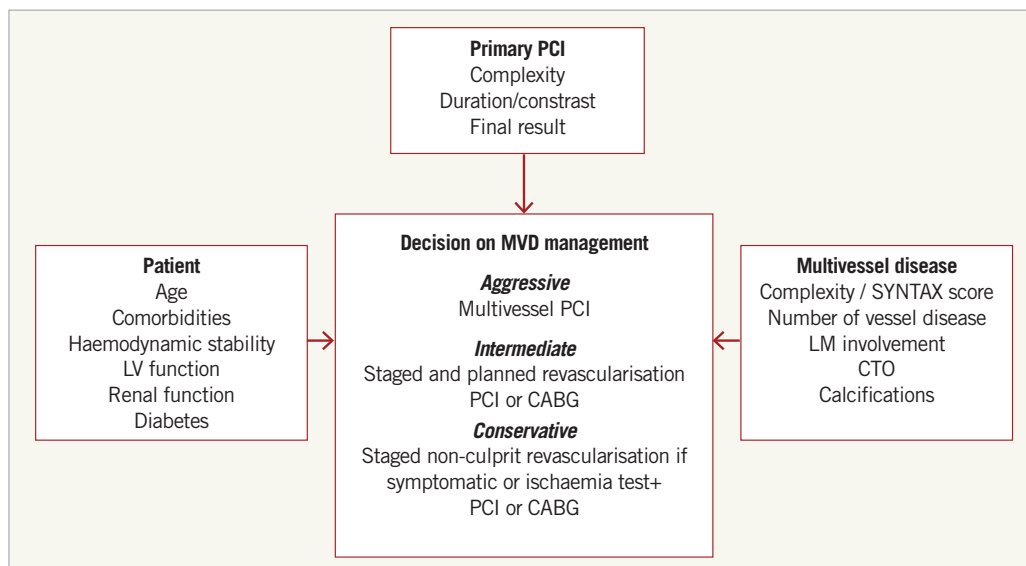 Primary PCI
Complexity
Duration/constrast
Final result
Patient
Age
Comorbidities
Haemodynamic stability
LV function
Renal function
Diabetes
Decision on MVD management
Aggressive
Multivessel PCI
Intermediate
Staged and planned revascularisation
PCI or CABG
Conservative
Staged non-culprit revascularisation if
symptomatic or ischaemia test+
PCI or CABG
Multivessel disease
Complexity / SYNTAX score
Number of vessel disease
LM involvement
CTO
Calcifications